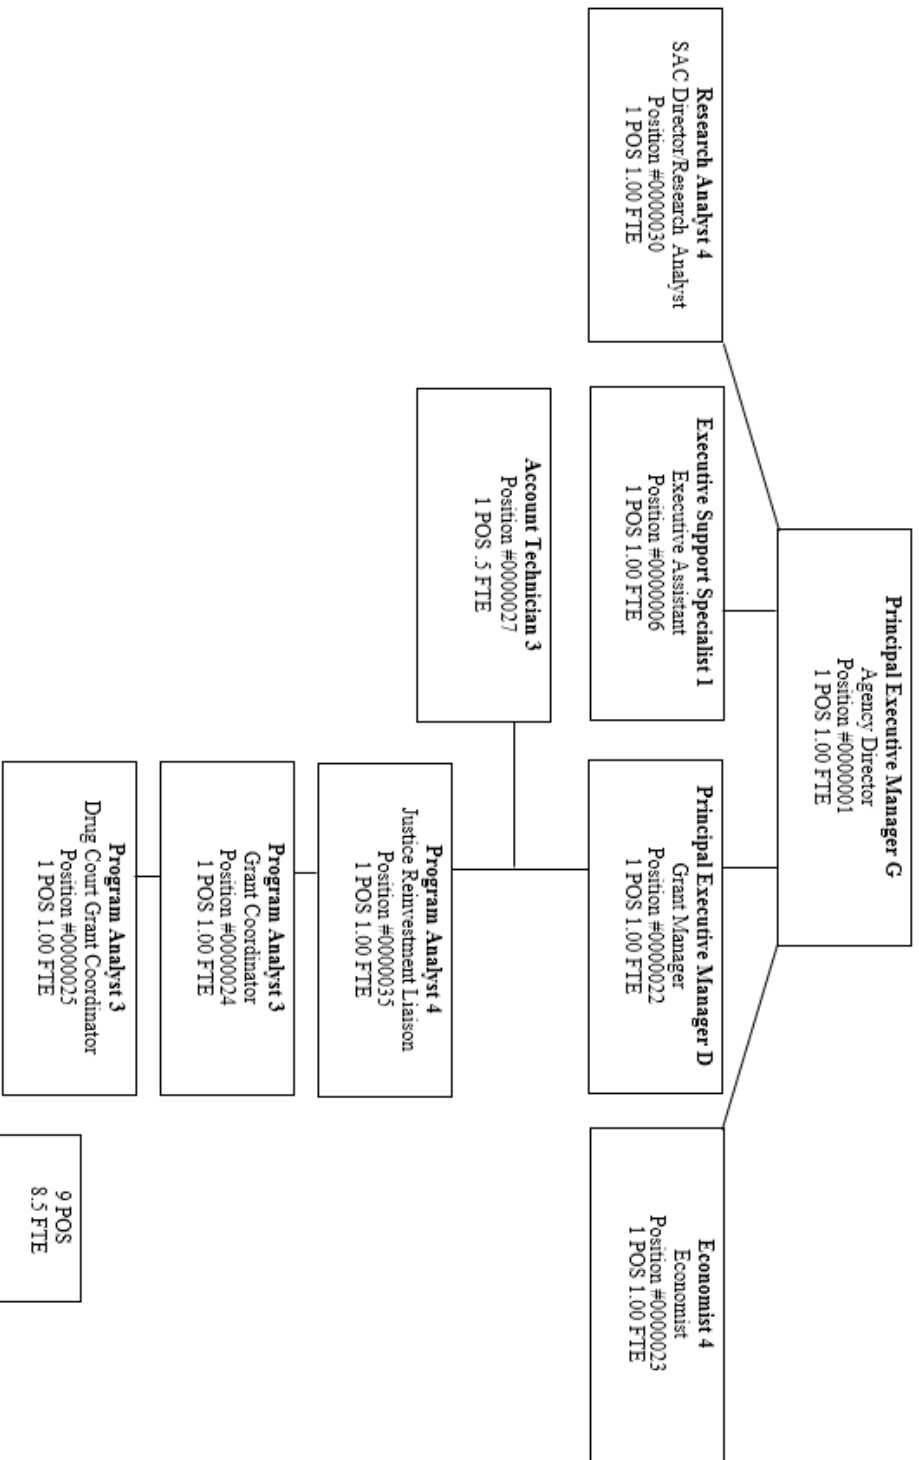 Principal Executive Manager G
Agency Director
Position #0000001
1 POS 1.00 FTE
Research Analyst 4
SAC Director/Research Analyst
Position #0000030
1 POS 1.00 FTE
Executive Support Specialist 1
Executive Assistant
Position #0000006
1 POS 1.00 FTE
Principal Executive Manager D
Grant Manager
Position #0000022
1 POS 1.00 FTE
Economist 4
Economist
Position #0000023
1 POS 1.00 FTE
Account Technician 3
Position #0000027
1 POS .5 FTE
Program Analyst 4
Justice Reinvestment Liaison
Position #0000035
1 POS 1.00 FTE
Program Analyst 3
Grant Coordinator
Position #0000024
1 POS 1.00 FTE
Program Analyst 3
Drug Court Grant Coordinator
Position #0000025
1 POS 1.00 FTE
9 POS
8.5 FTE